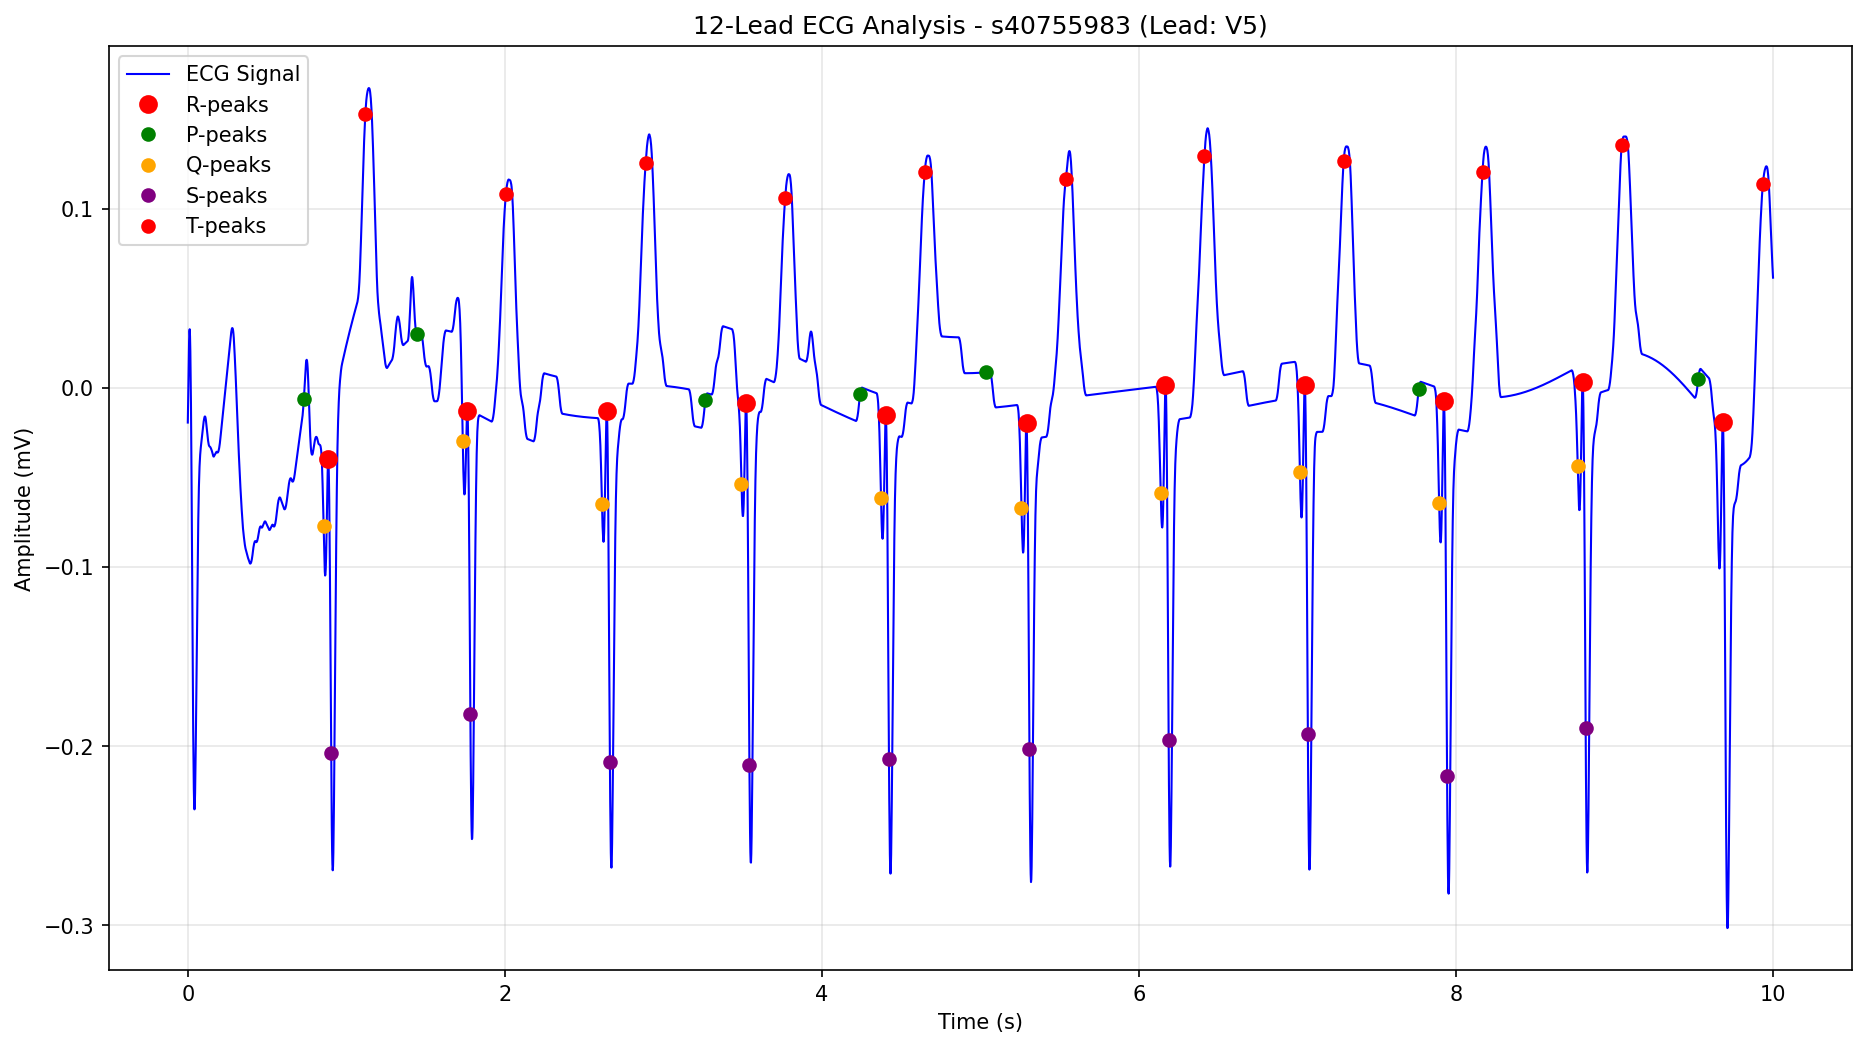 12-Lead ECG Analysis - s40755983 (Lead: V5)
ECG Signal
R-peaks
P-peaks
Q-peaks
S-peaks
T-peaks
Amplitude (mV)
0.1
0.0
−0.1
−0.2
−0.3
0
2
4
6
8
10
Time (s)